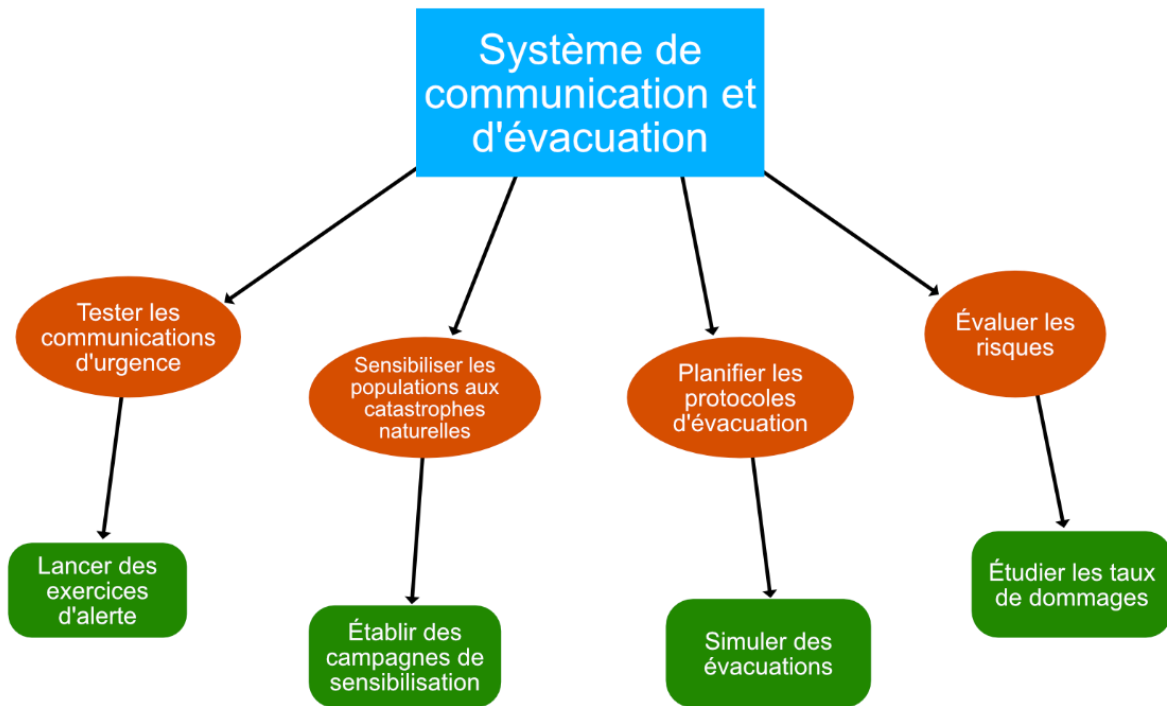 Système de
communication et
d'évacuation
Tester les
communications
d'urgence
Sensibiliser les
populations aux
catastrophes
naturelles
Planifier les
protocoles
d'évacuation
Évaluer les
risques
Lancer des
exercices
d'alerte
Établir des
campagnes de
sensibilisation
Simuler des
évacuations
Étudier les taux
de dommages